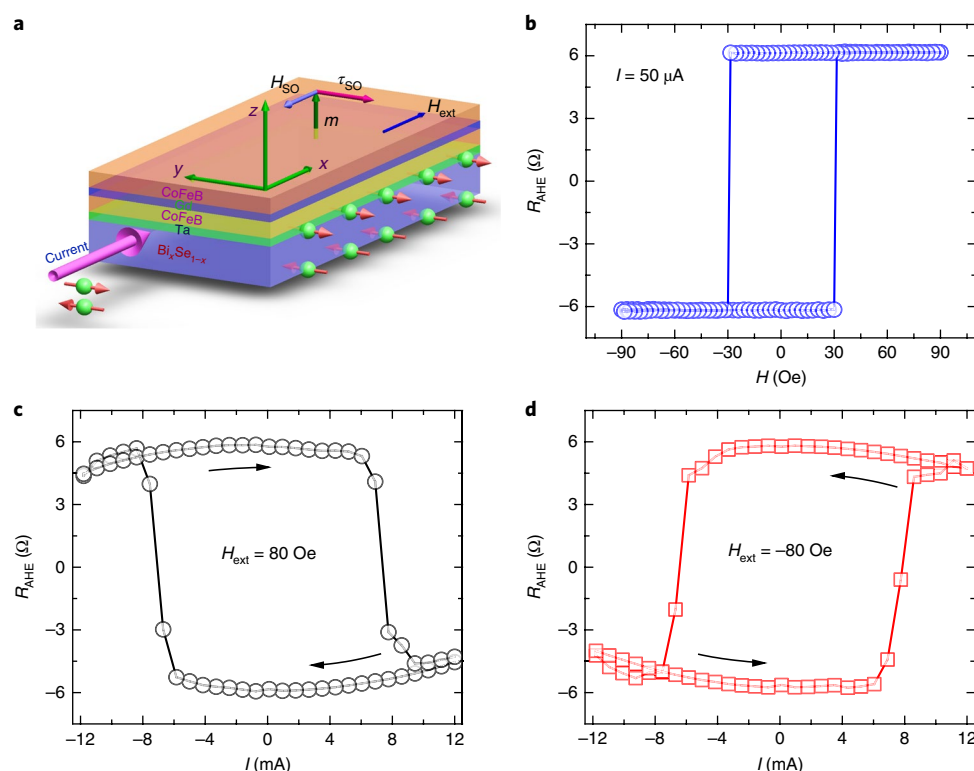 a
H_SO
τ_SO
z
m
H_ext
y
x
CoFeB
CoFeB
Ta
Current
Bi_xSe_1–x
b
I = 50 μA
R_AHE (Ω)
6
3
0
–3
–6
–90 –60 –30 0 30 60 90
H (Oe)
c
R_AHE (Ω)
6
3
0
–3
–6
H_ext = 80 Oe
–12 –8 –4 0 4 8 12
I (mA)
d
R_AHE (Ω)
6
3
0
–3
–6
H_ext = –80 Oe
–12 –8 –4 0 4 8 12
I (mA)